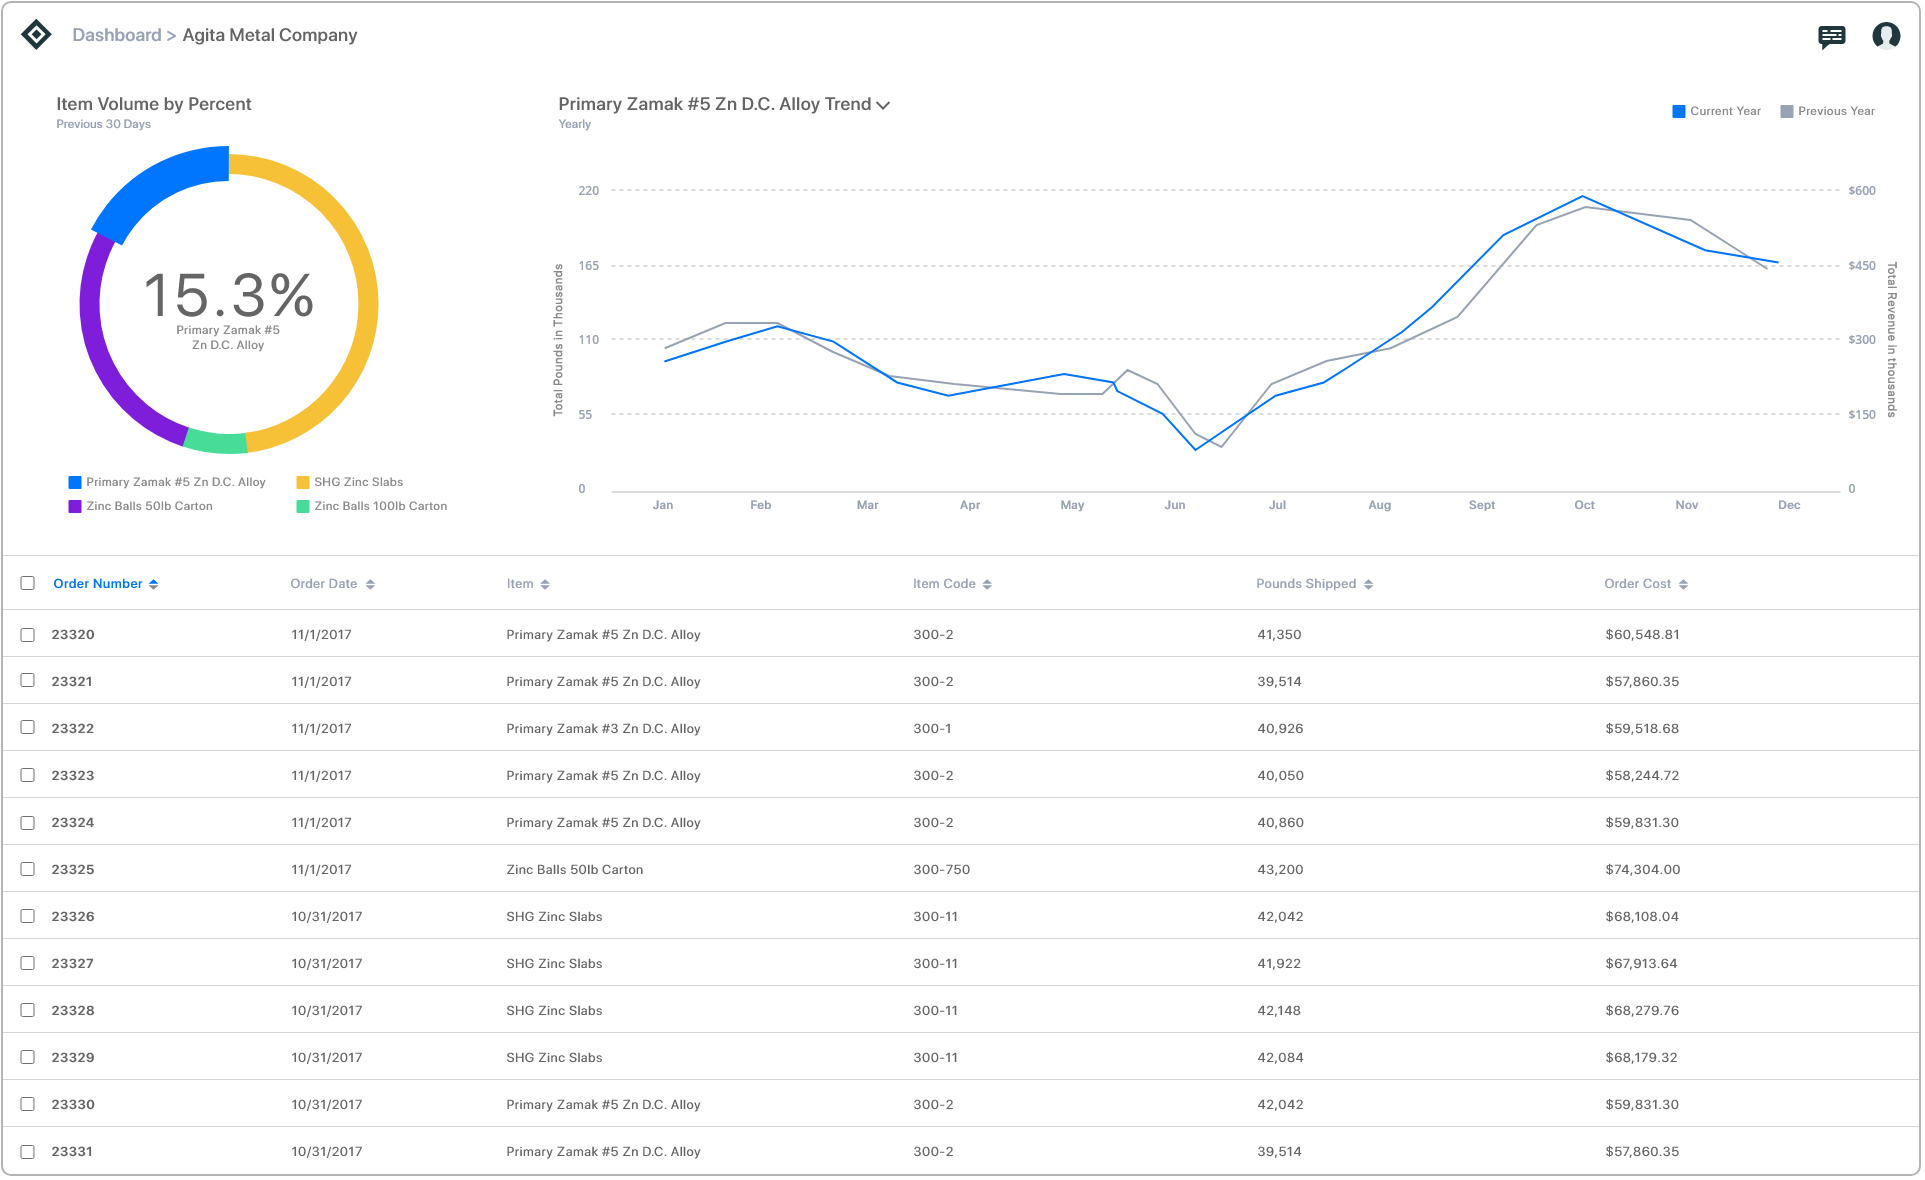 Dashboard > Agita Metal Company
Item Volume by Percent
Previous 30 Days
15.3%
Primary Zamak #5
Zn D.C. Alloy
Primary Zamak #5 Zn D.C. Alloy
SHG Zinc Slabs
Zinc Balls 50lb Carton
Zinc Balls 100lb Carton
Primary Zamak #5 Zn D.C. Alloy Trend
Yearly
Current Year
Previous Year
Total Pounds in Thousands
220
165
110
55
0
$600
$450
$300
$150
0
Total Revenue in thousands
Jan Feb Mar Apr May Jun Jul Aug Sept Oct Nov Dec
Order Number Order Date Item Item Code Pounds Shipped Order Cost
23320 11/1/2017 Primary Zamak #5 Zn D.C. Alloy 300-2 41,350 $60,548.81
23321 11/1/2017 Primary Zamak #5 Zn D.C. Alloy 300-2 39,514 $57,860.35
23322 11/1/2017 Primary Zamak #3 Zn D.C. Alloy 300-1 40,926 $59,518.68
23323 11/1/2017 Primary Zamak #5 Zn D.C. Alloy 300-2 40,050 $58,244.72
23324 11/1/2017 Primary Zamak #5 Zn D.C. Alloy 300-2 40,860 $59,831.30
23325 11/1/2017 Zinc Balls 50lb Carton 300-750 43,200 $74,304.00
23326 10/31/2017 SHG Zinc Slabs 300-11 42,042 $68,108.04
23327 10/31/2017 SHG Zinc Slabs 300-11 41,922 $67,913.64
23328 10/31/2017 SHG Zinc Slabs 300-11 42,148 $68,279.76
23329 10/31/2017 SHG Zinc Slabs 300-11 42,084 $68,179.32
23330 10/31/2017 Primary Zamak #5 Zn D.C. Alloy 300-2 42,042 $59,831.30
23331 10/31/2017 Primary Zamak #5 Zn D.C. Alloy 300-2 39,514 $57,860.35